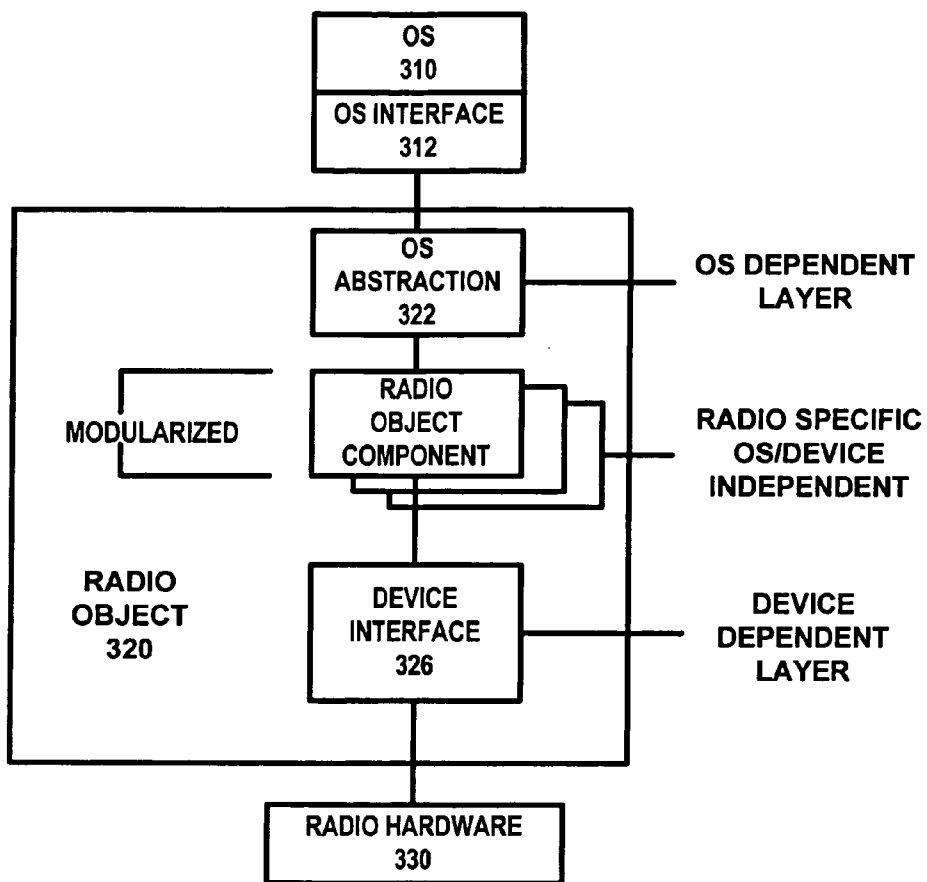 OS
310
OS INTERFACE
312
OS
ABSTRACTION
322
OS DEPENDENT
LAYER
MODULARIZED
RADIO
OBJECT
COMPONENT
RADIO SPECIFIC
OS/DEVICE
INDEPENDENT
RADIO
OBJECT
320
DEVICE
INTERFACE
326
DEVICE
DEPENDENT
LAYER
RADIO HARDWARE
330